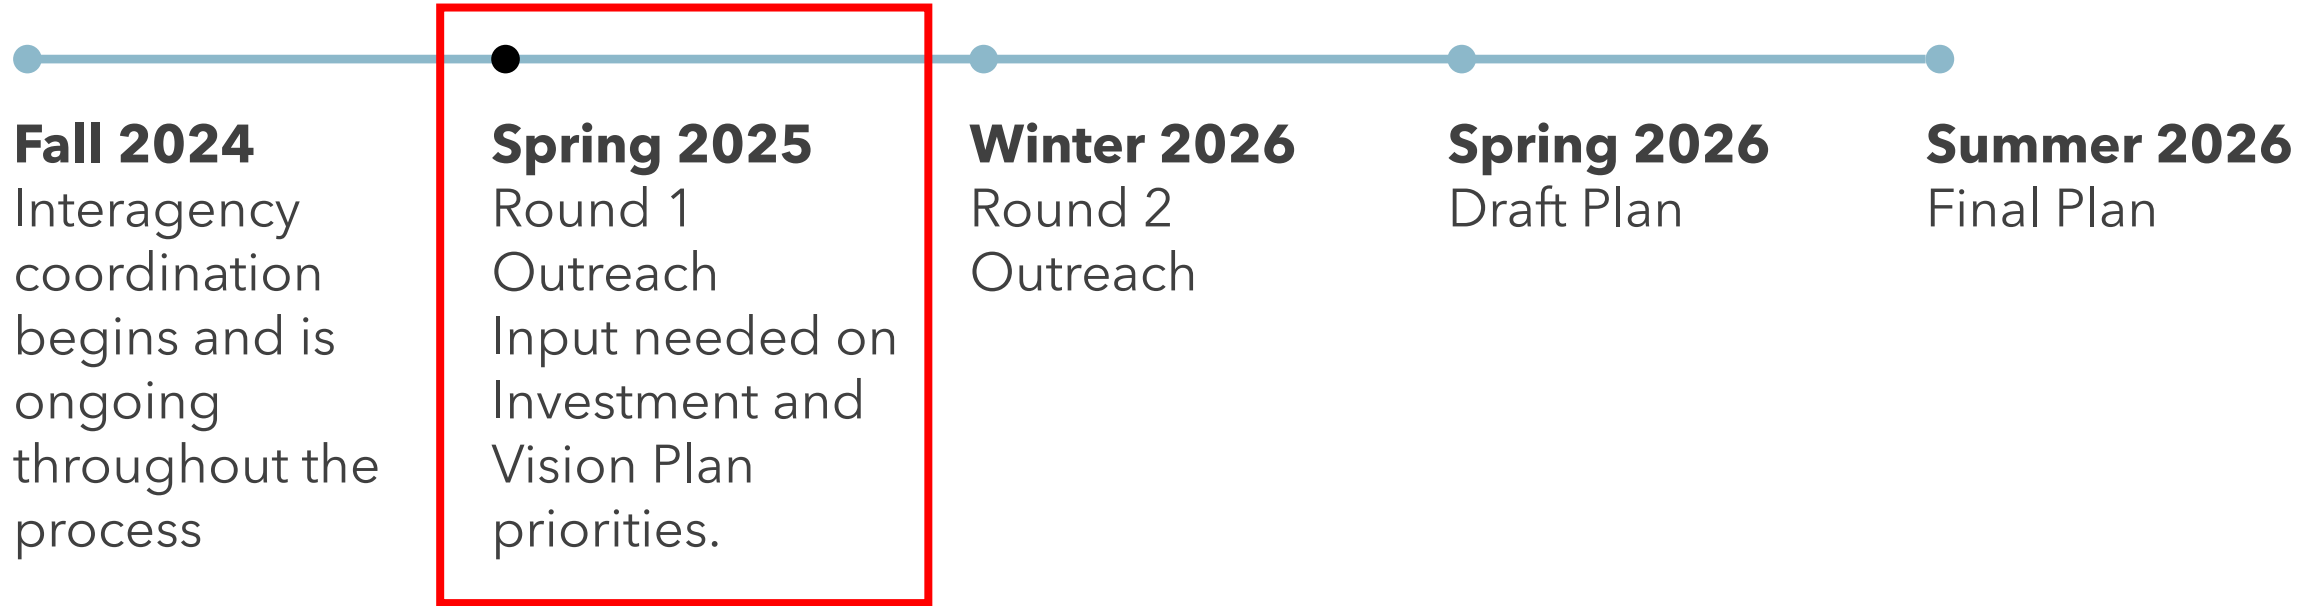 Fall 2024
Interagency
coordination
begins and is
ongoing
throughout the
process
Spring 2025
Round 1
Outreach
Input needed on
Investment and
Vision Plan
priorities.
Winter 2026
Round 2
Outreach
Spring 2026
Draft Plan
Summer 2026
Final Plan